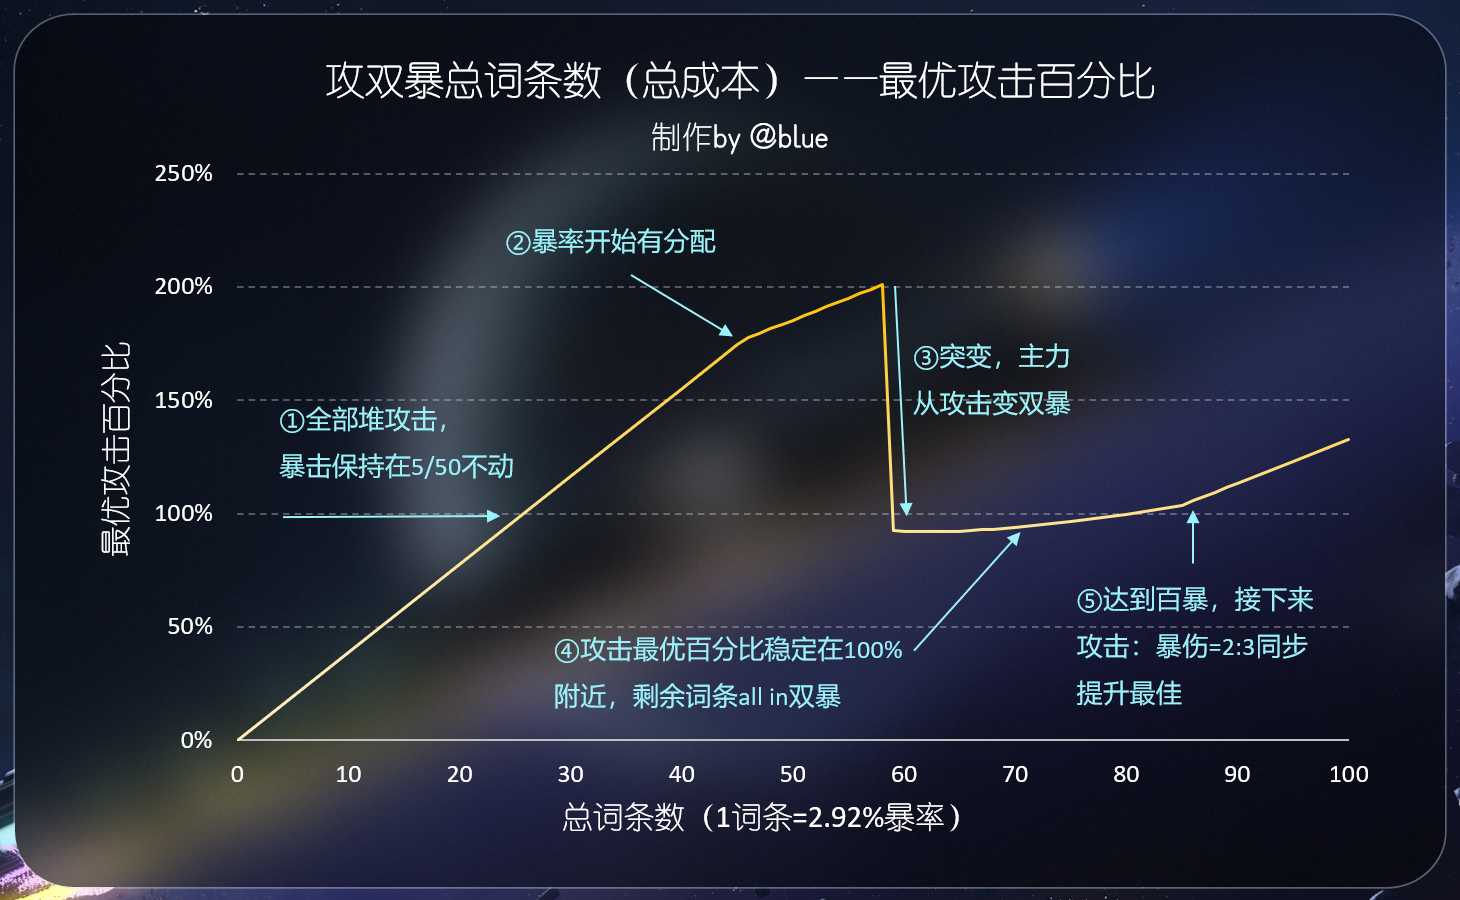 攻双暴总词条数（总成本）——最优攻击百分比
制作by @blue
250%
200%
150%
100%
50%
0%
最优攻击百分比
②暴率开始有分配
③突变，主力
从攻击变双暴
①全部堆攻击，
暴击保持在5/50不动
④攻击最优百分比稳定在100%
附近，剩余词条all in双暴
⑤达到百暴，接下来
攻击：暴伤=2:3同步
提升最佳
0 10 20 30 40 50 60 70 80 90 100
总词条数（1词条=2.92%暴率）